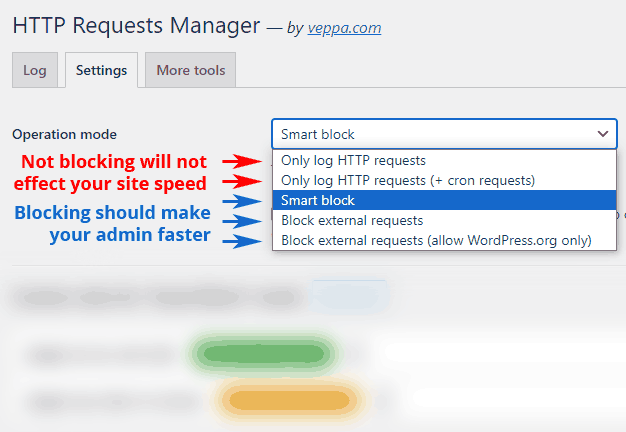 HTTP Requests Manager — by veppa.com
Log Settings More tools
Operation mode
Smart block
Not blocking will not
effect your site speed
Blocking should make
your admin faster
Only log HTTP requests
Only log HTTP requests (+ cron requests)
Smart block
Block external requests
Block external requests (allow WordPress.org only)